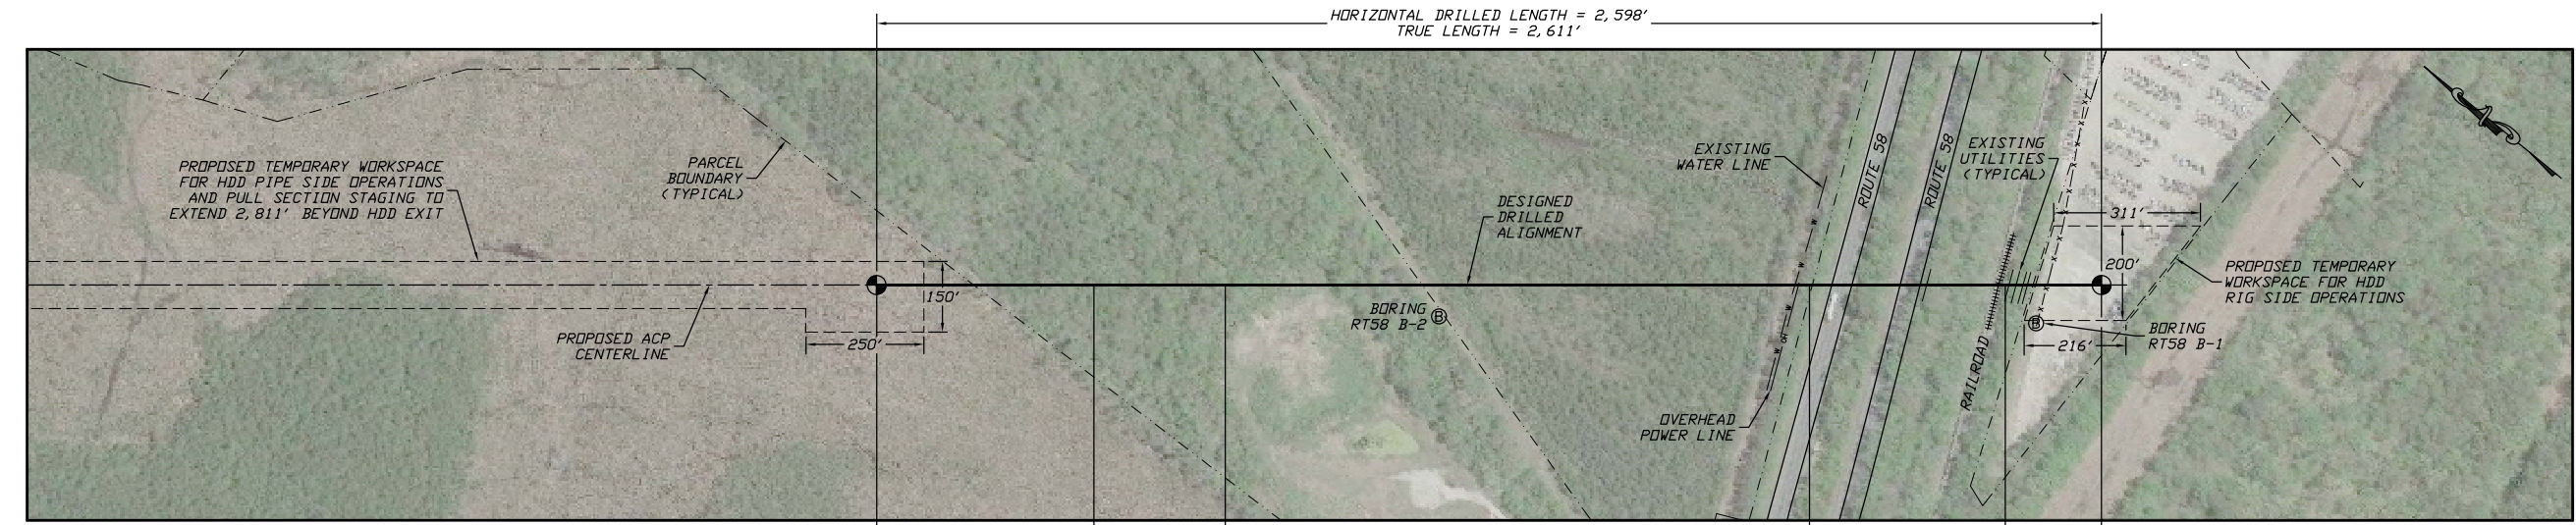 HORIZONTAL DRILLED LENGTH = 2,598'
TRUE LENGTH = 2,611'
PROPOSED TEMPORARY WORKSPACE
FOR HDD PIPE SIDE OPERATIONS
AND PULL SECTION STAGING TO
EXTEND 2,811' BEYOND HDD EXIT
PARCEL
BOUNDARY
(TYPICAL)
EXISTING
WATER LINE
ROUTE 58
ROUTE 58
EXISTING
UTILITIES
(TYPICAL)
DESIGNED
DRILLED
ALIGNMENT
311'
200'
PROPOSED TEMPORARY
WORKSPACE FOR HDD
RIG SIDE OPERATIONS
150'
250'
PROPOSED ACP
CENTERLINE
BORING
RT58 B-2
B
B
BORING
RT58 B-1
216'
RAILROAD
OVERHEAD
POWER LINE
W
W
W
W
OH
W
X
X
X
X
X
X
X
X